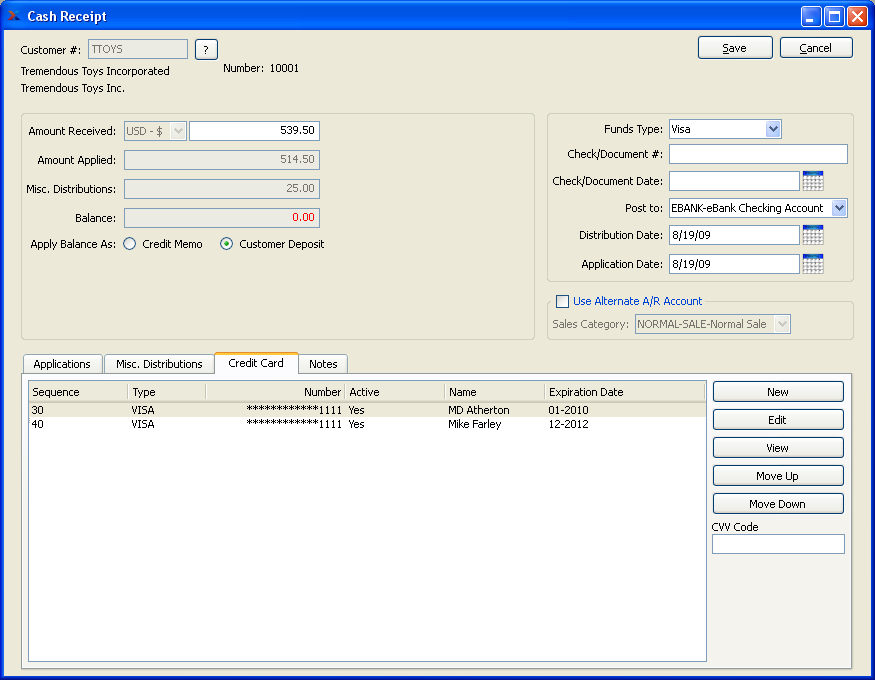 Cash Receipt
Customer #: TTOYS ?
Save Cancel
Tremendous Toys Incorporated
Number: 10001
Tremendous Toys Inc.
Amount Received: USD - $ 539.50
Amount Applied: 514.50
Misc. Distributions: 25.00
Balance: 0.00
Apply Balance As: Credit Memo Customer Deposit
Funds Type: Visa
Check/Document #:
Check/Document Date:
Post to: EBANK-eBank Checking Account
Distribution Date: 8/19/09
Application Date: 8/19/09
Use Alternate A/R Account
Sales Category: NORMAL-SALE-Normal Sale
Applications Misc. Distributions Credit Card Notes
Sequence Type Number Active Name Expiration Date
30 VISA ************1111 Yes MD Atherton 01-2010
40 VISA ************1111 Yes Mike Farley 12-2012
New
Edit
View
Move Up
Move Down
CVV Code